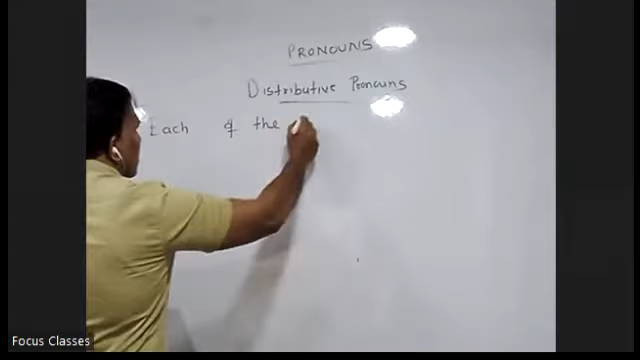 PRONOUNS
Distributive Pronouns
Each of the
Focus Classes